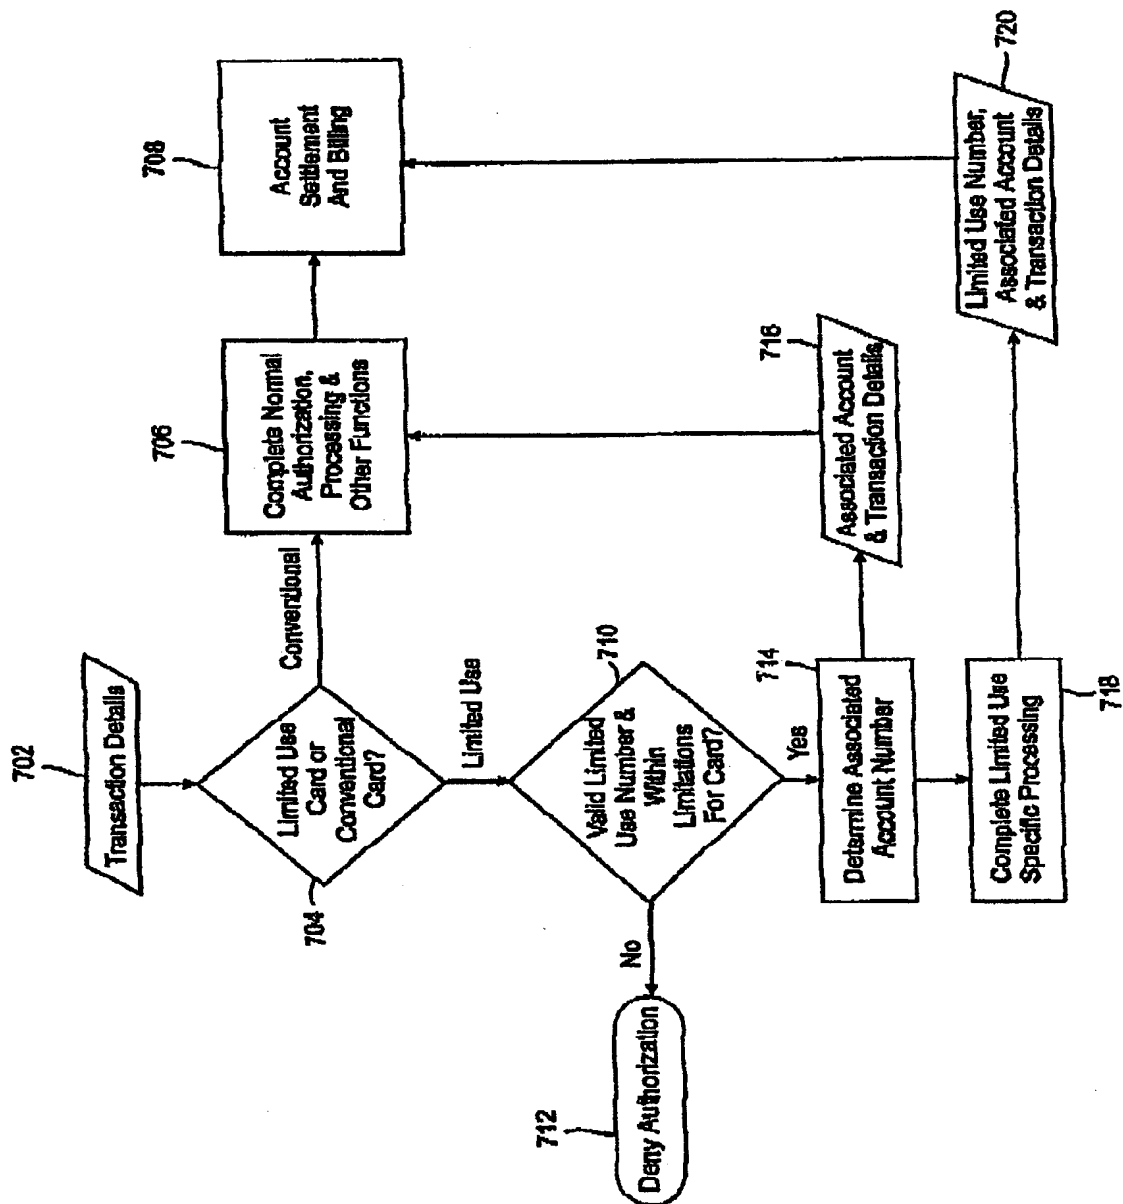 702
Transaction Details
704
Limited Use
Card or
Conventional
Card?
Conventional
706
Complete Normal
Authorization,
Processing &
Other Functions
708
Account
Settlement
And Billing
Limited Use
710
Valid Limited
Use Number &
Within
Limitations
For Card?
No
712
Deny Authorization
Yes
714
Determine Associated
Account Number
716
Associated Account
& Transaction Details
718
Complete Limited Use
Specific Processing
720
Limited Use Number,
Associated Account
& Transaction Details